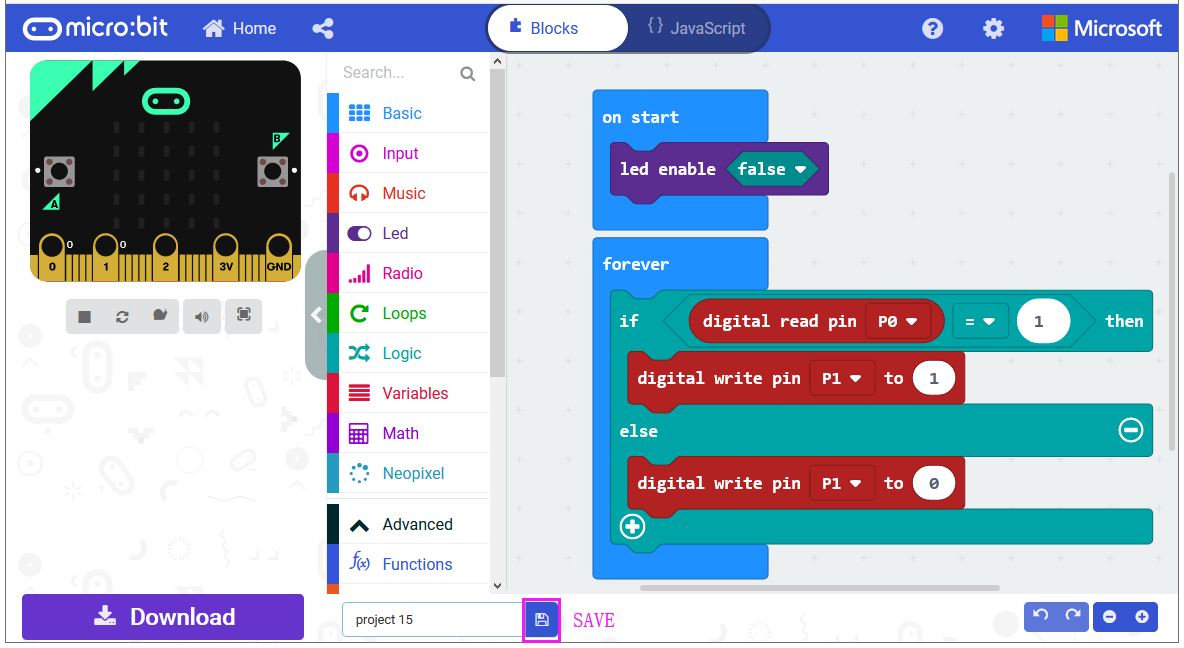 micro:bit Home Blocks {} JavaScript ? Microsoft
Search...
Basic
Input
Music
Led
Radio
Loops
Logic
Variables
Math
Neopixel
Advanced
f(x) Functions
B
A
0 0
0 1 2 3V GND
on start
led enable false
forever
if digital read pin P0 = 1 then
digital write pin P1 to 1
else
digital write pin P1 to 0
Download
project 15
SAVE